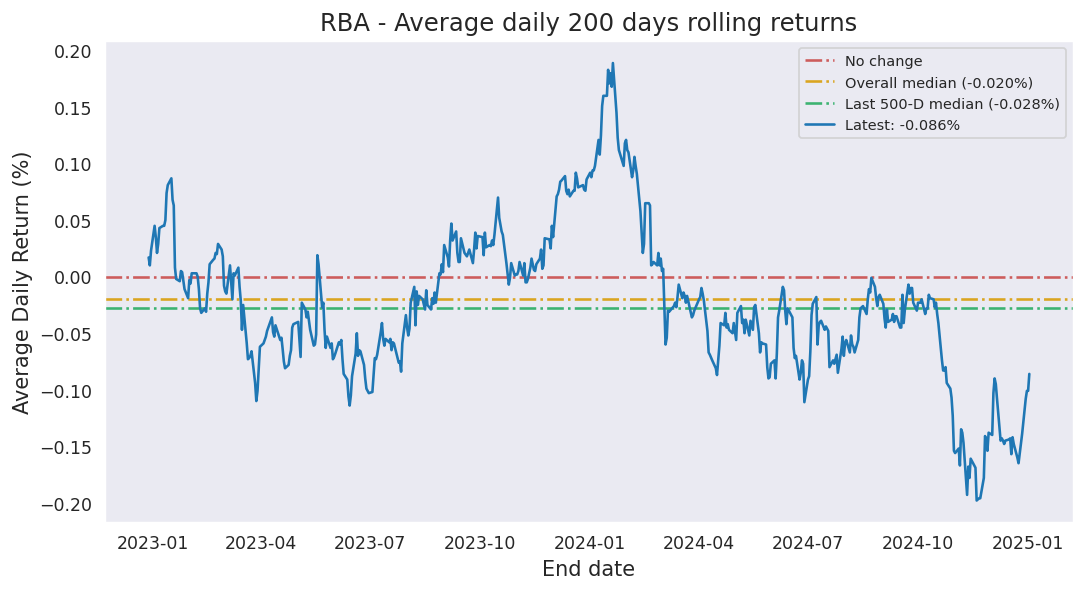 RBA - Average daily 200 days rolling returns
No change
Overall median (-0.020%)
Last 500-D median (-0.028%)
Latest: -0.086%
Average Daily Return (%)
0.20
0.15
0.10
0.05
0.00
−0.05
−0.10
−0.15
−0.20
2023-01 2023-04 2023-07 2023-10 2024-01 2024-04 2024-07 2024-10 2025-01
End date